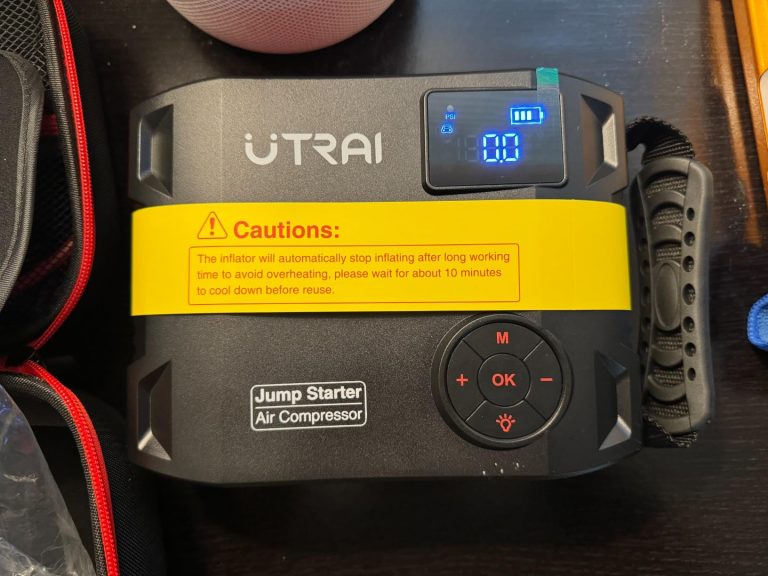 UTRAI
PSI
0.0
Cautions:
The inflator will automatically stop inflating after long working
time to avoid overheating, please wait for about 10 minutes
to cool down before reuse.
M
+ OK −
Jump Starter
Air Compressor